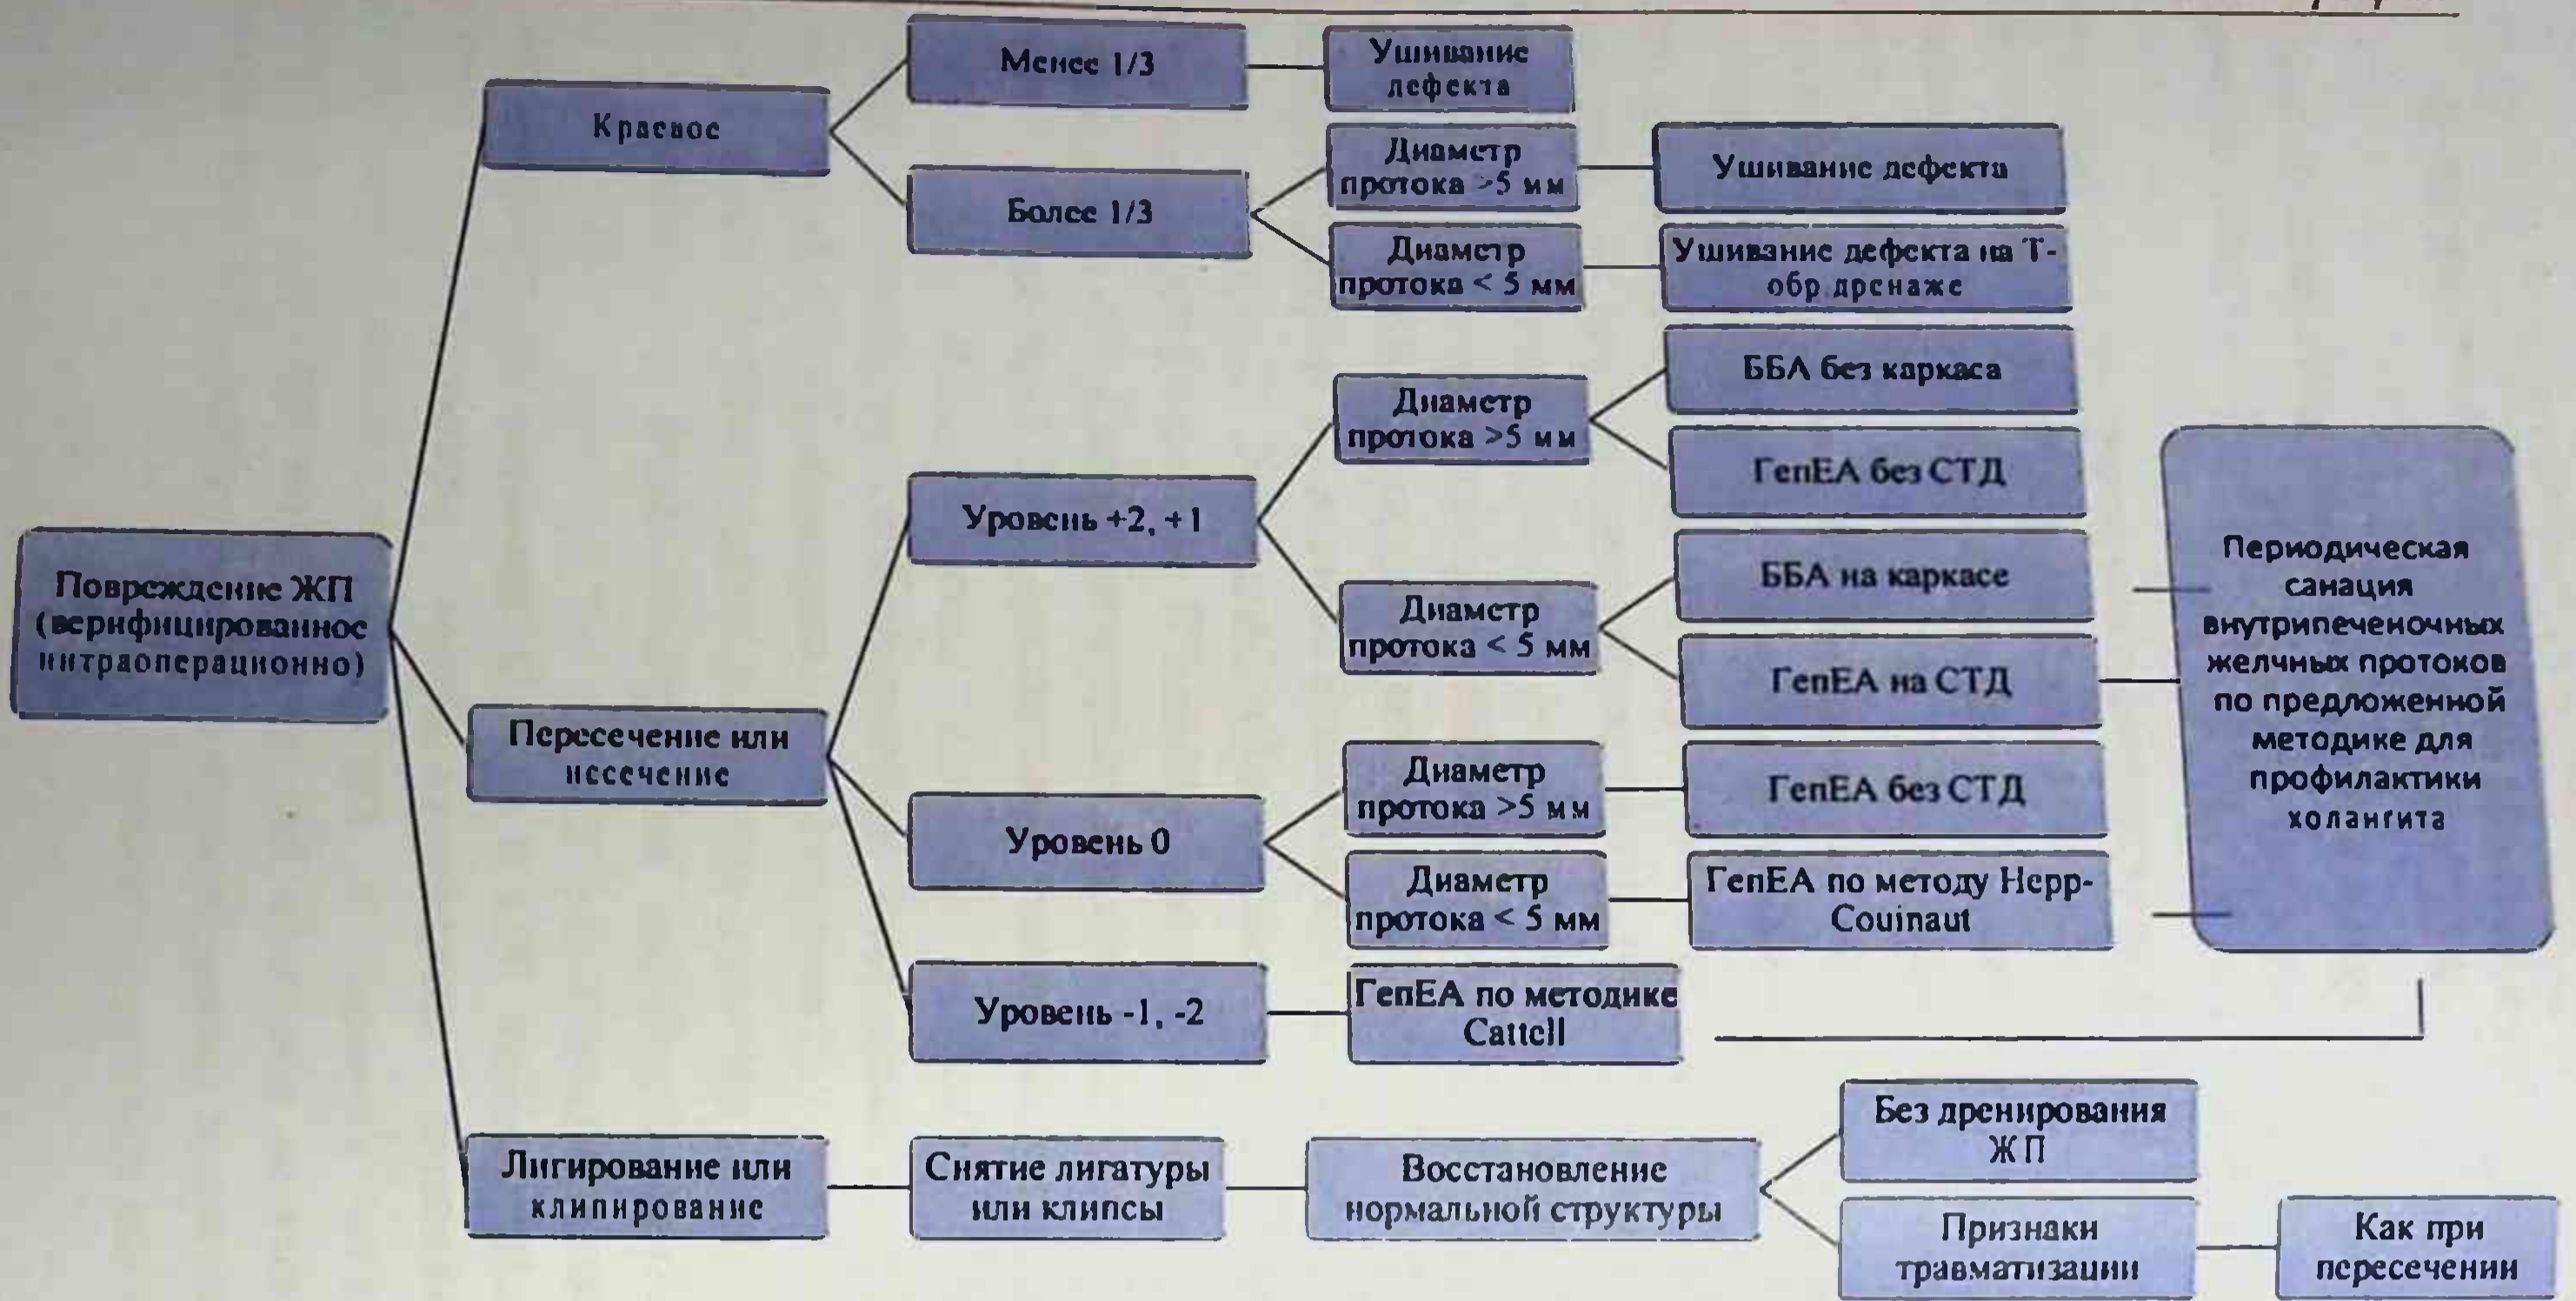 Повреждение ЖП
(верифицированное
интраоперационно)
Краевое
Менее 1/3
Ушивание
дефекта
Более 1/3
Диаметр
протока >5 мм
Ушивание дефекта
Диаметр
протока < 5 мм
Ушивание дефекта на Т-
обр дренаже
Пересечение или
иссечение
Уровень +2, +1
Диаметр
протока >5 мм
ББА без каркаса
ГепЕА без СТД
Диаметр
протока < 5 мм
ББА на каркасе
ГепЕА на СТД
Уровень 0
Диаметр
протока >5 мм
ГепЕА без СТД
Диаметр
протока < 5 мм
ГепЕА по методу Hepp-
Couinaut
Уровень -1, -2
ГепЕА по методике
Cattell
Периодическая
санация
внутрипеченочных
желчных протоков
по предложенной
методике для
профилактики
холангита
Лигирование или
клипирование
Снятие лигатуры
или клипсы
Восстановление
нормальной структуры
Без дренирования
ЖП
Признаки
травматизации
Как при
пересечении